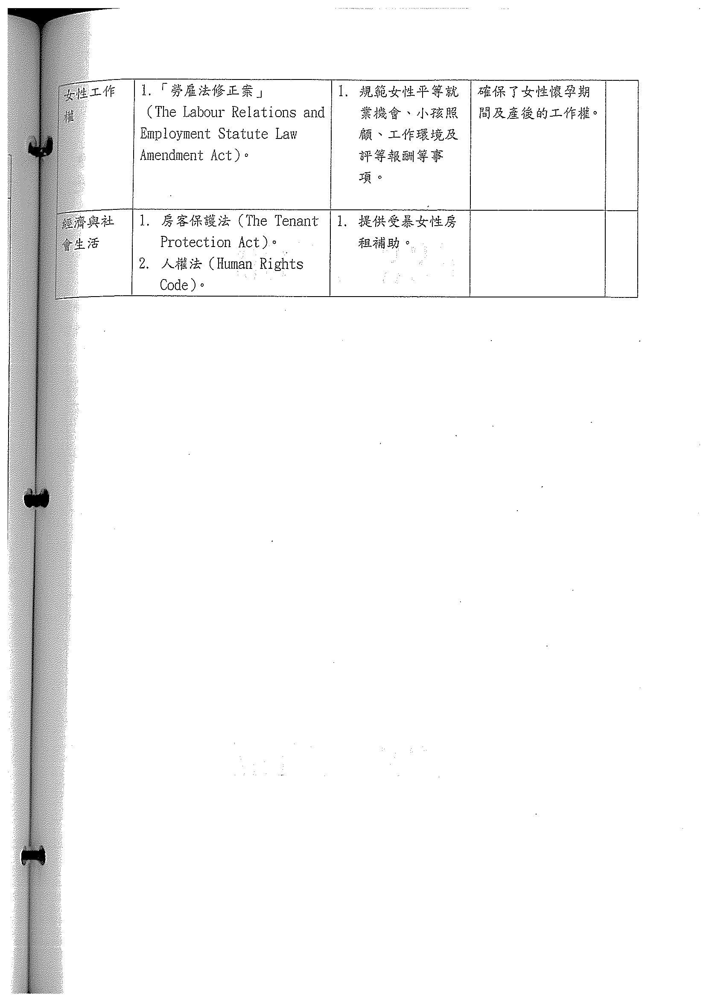 女性工作
權
1.「勞雇法修正案」
（The Labour Relations and
Employment Statute Law
Amendment Act）。
1. 規範女性平等就
業機會、小孩照
顧、工作環境及
評等報酬等事
項。
確保了女性懷孕期
間及產後的工作權。
經濟與社
會生活
1. 房客保護法（The Tenant
Protection Act）。
2. 人權法（Human Rights
Code）。
1. 提供受暴女性房
租補助。